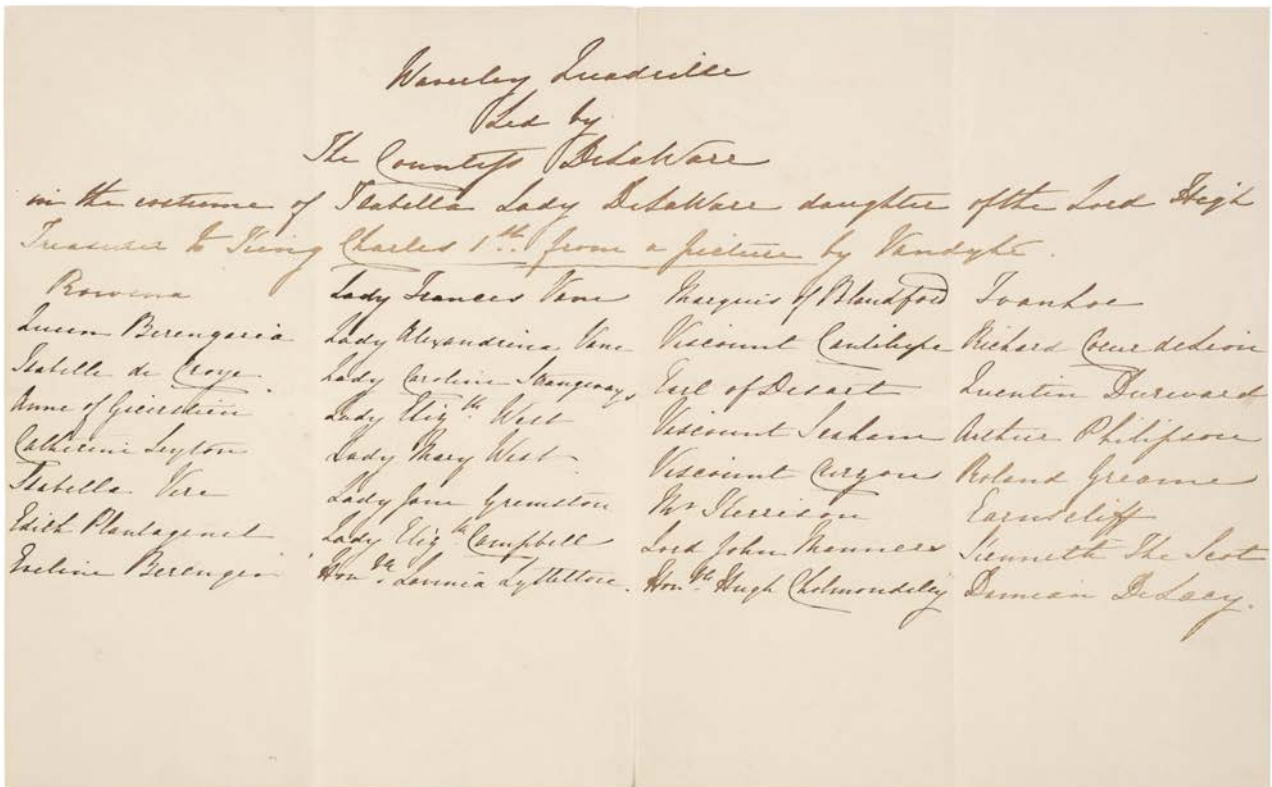 Waverley Quadrille
Led by
The Countess DeLaWare
in the costume of Isabella Lady DeLaWare daughter of the Lord High
Treasurer to King Charles 1st. from a picture by Vandyke.
Rowena Lady Frances Vane Marquis of Blandford Ivanhoe
Queen Berengaria Lady Alexandrina Vane Viscount Cantilupe Richard Coeur de Lion
Isabelle de Croye Lady Caroline Strangways Earl of Desart Quentin Durward
Anne of Geierstein Lady Elizth West Viscount Seaham Arthur Philipson
Catherine Seyton Lady Mary West Viscount Curzon Roland Greame
Isabella Vere Lady Jane Grimston Mr Harrison Earnscliff
Edith Plantagenet Lady Elizth Campbell Lord John Manners Kenneth The Scot
Eveline Berenger Honble Lavinia Lyttelton. Honble Hugh Cholmondeley Damian DeLacy.